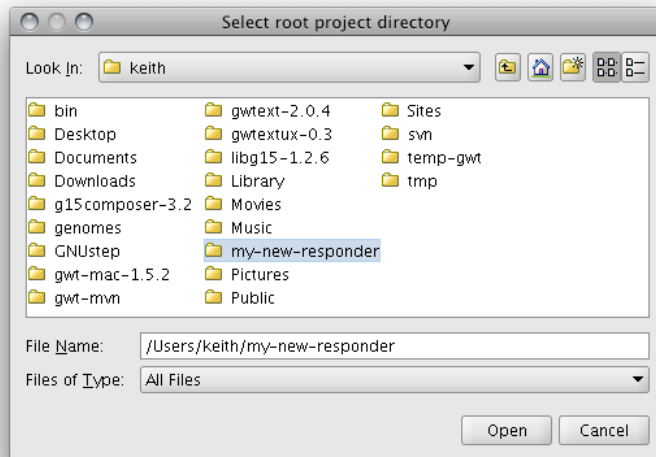 Select root project directory
Look In: keith
bin
Desktop
Documents
Downloads
g15composer-3.2
genomes
GNUstep
gwt-mac-1.5.2
gwt-mvn
gwtext-2.0.4
gwtextux-0.3
libg15-1.2.6
Library
Movies
Music
my-new-responder
Pictures
Public
Sites
svn
temp-gwt
tmp
File Name: /Users/keith/my-new-responder
Files of Type: All Files
Open Cancel